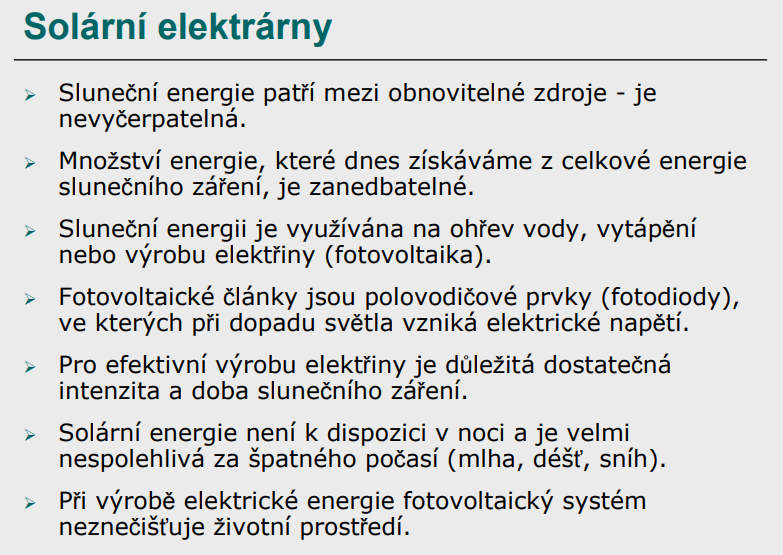 Solární elektrárny
➢ Sluneční energie patří mezi obnovitelné zdroje - je
nevyčerpatelná.
➢ Množství energie, které dnes získáváme z celkové energie
slunečního záření, je zanedbatelné.
➢ Sluneční energii je využívána na ohřev vody, vytápění
nebo výrobu elektřiny (fotovoltaika).
➢ Fotovoltaické články jsou polovodičové prvky (fotodiody),
ve kterých při dopadu světla vzniká elektrické napětí.
➢ Pro efektivní výrobu elektřiny je důležitá dostatečná
intenzita a doba slunečního záření.
➢ Solární energie není k dispozici v noci a je velmi
nespolehlivá za špatného počasí (mlha, déšť, sníh).
➢ Při výrobě elektrické energie fotovoltaický systém
neznečišťuje životní prostředí.